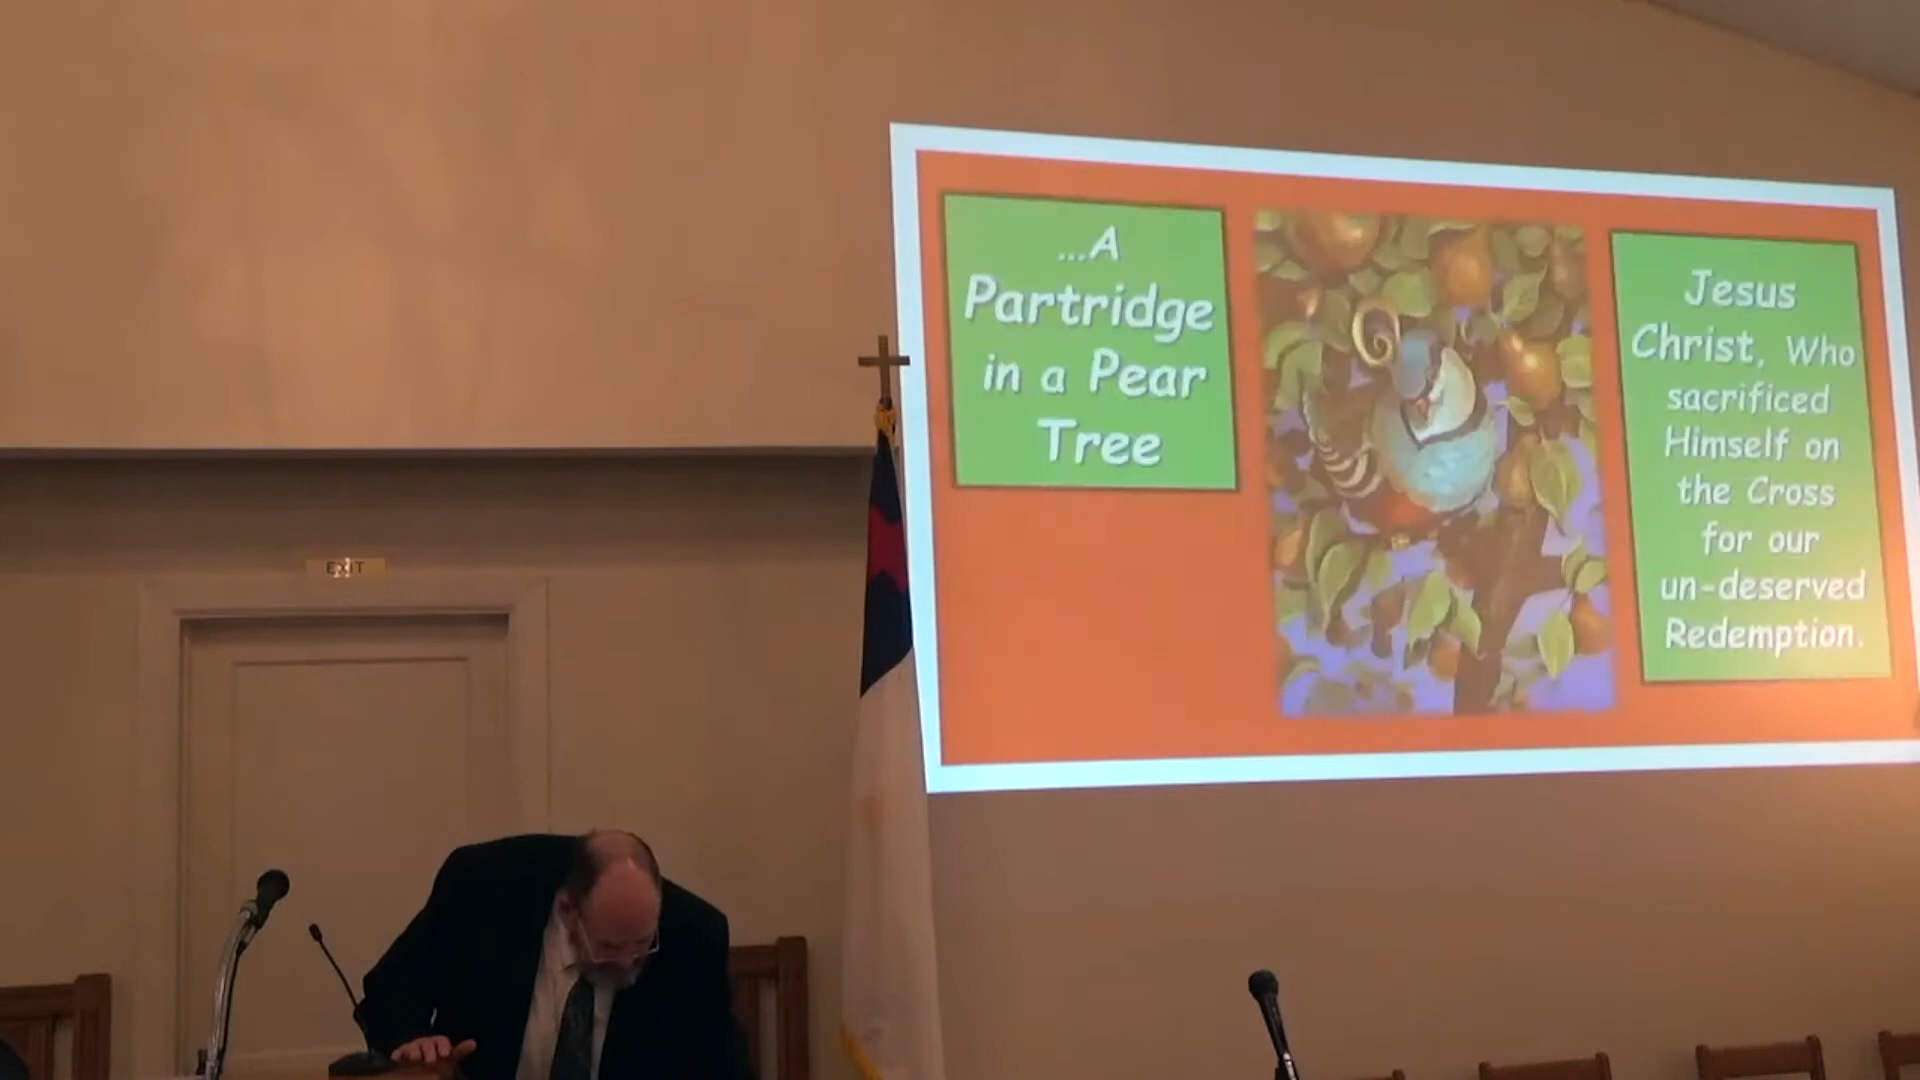 ...A
Partridge
in a Pear
Tree
Jesus
Christ, Who
sacrificed
Himself on
the Cross
for our
un-deserved
Redemption.
EXIT